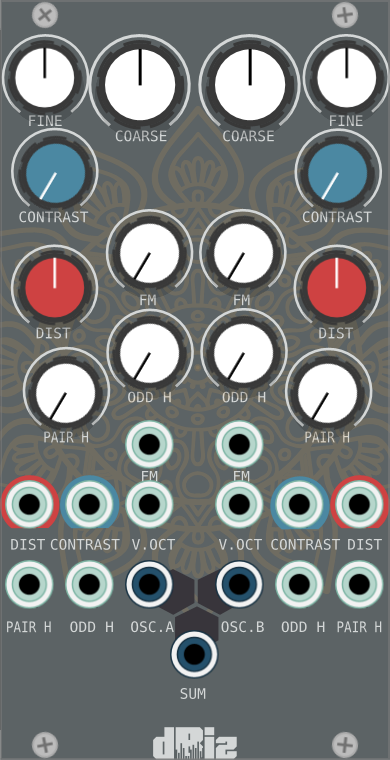 FINE COARSE COARSE FINE
CONTRAST CONTRAST
FM FM
DIST DIST
ODD H ODD H
PAIR H PAIR H
FM FM
DIST CONTRAST V.OCT V.OCT CONTRAST DIST
PAIR H ODD H OSC.A OSC.B ODD H PAIR H
SUM
dRiz